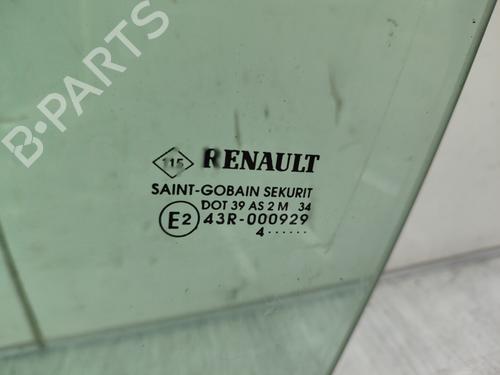 B-PARTS
115 RENAULT
SAINT-GOBAIN SEKURIT
DOT 39 AS 2 M 34
E2 43R-000929
4······